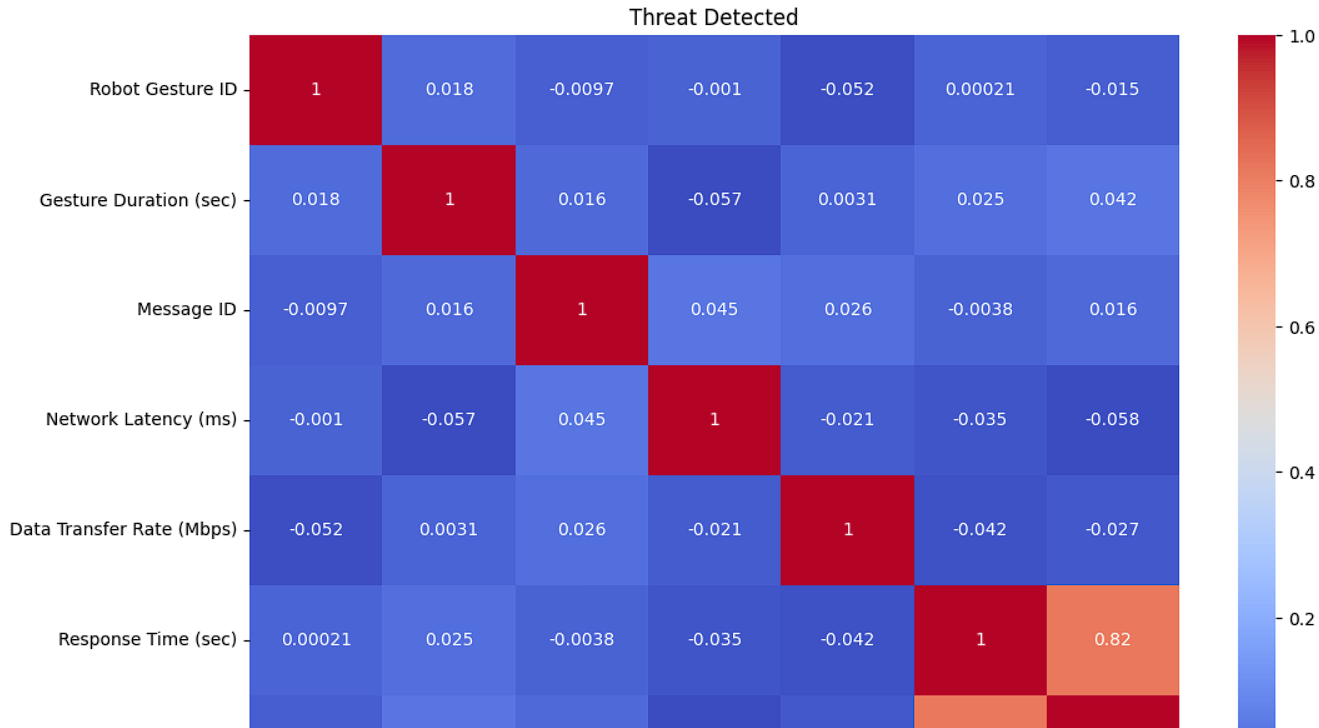 Threat Detected
Robot Gesture ID 1 0.018 -0.0097 -0.001 -0.052 0.00021 -0.015
Gesture Duration (sec) 0.018 1 0.016 -0.057 0.0031 0.025 0.042
Message ID -0.0097 0.016 1 0.045 0.026 -0.0038 0.016
Network Latency (ms) -0.001 -0.057 0.045 1 -0.021 -0.035 -0.058
Data Transfer Rate (Mbps) -0.052 0.0031 0.026 -0.021 1 -0.042 -0.027
Response Time (sec) 0.00021 0.025 -0.0038 -0.035 -0.042 1 0.82
1.0
0.8
0.6
0.4
0.2